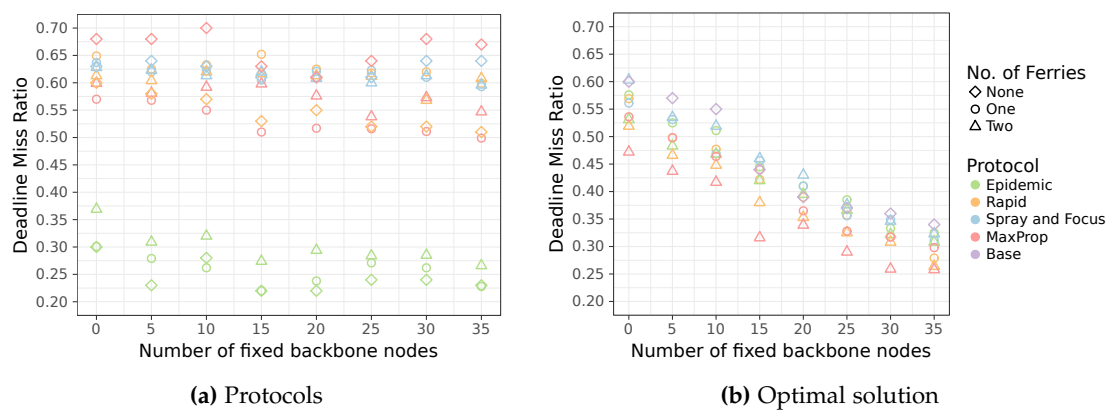 0.70
0.65
0.60
0.55
0.50
0.45
0.40
0.35
0.30
0.25
0.20
Deadline Miss Ratio
0 5 10 15 20 25 30 35
Number of fixed backbone nodes
(a) Protocols
0.70
0.65
0.60
0.55
0.50
0.45
0.40
0.35
0.30
0.25
0.20
Deadline Miss Ratio
0 5 10 15 20 25 30 35
Number of fixed backbone nodes
(b) Optimal solution
No. of Ferries
None
One
Two
Protocol
Epidemic
Rapid
Spray and Focus
MaxProp
Base